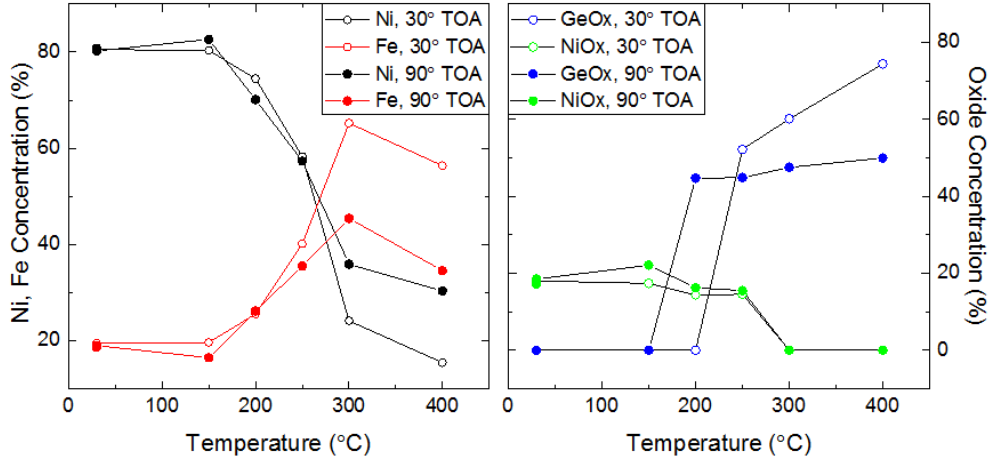 Ni, 30° TOA
Fe, 30° TOA
Ni, 90° TOA
Fe, 90° TOA
80
60
40
20
0
100
200
300
400
Ni, Fe Concentration (%)
Temperature (°C)
GeOx, 30° TOA
NiOx, 30° TOA
GeOx, 90° TOA
NiOx, 90° TOA
80
60
40
20
0
0
100
200
300
400
Oxide Concentration (%)
Temperature (°C)